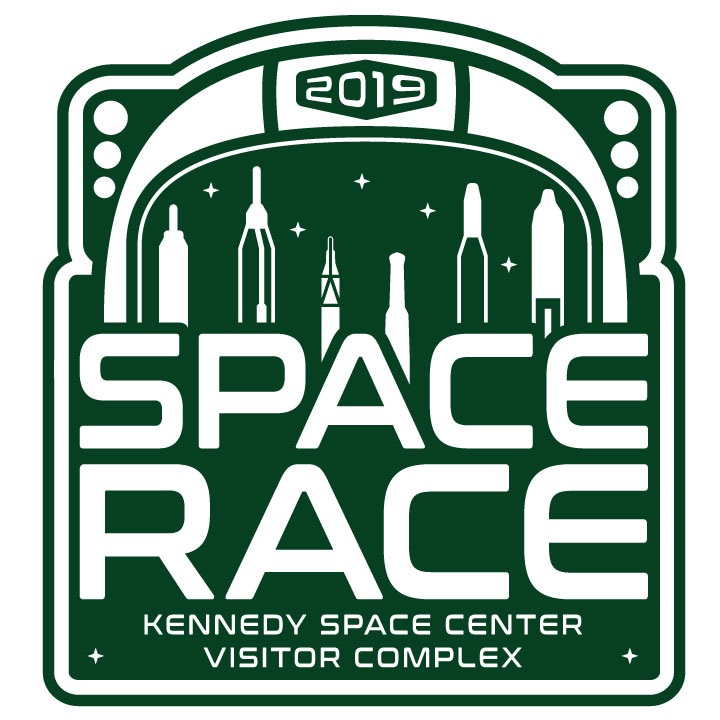 2019
SPACE
RACE
KENNEDY SPACE CENTER
VISITOR COMPLEX